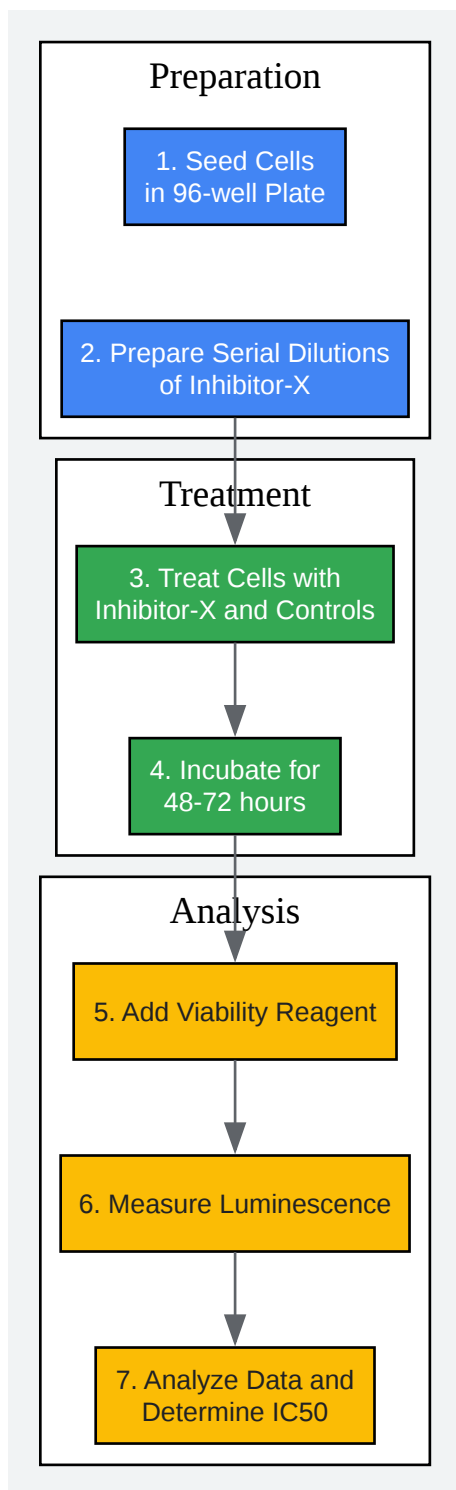 Preparation
1. Seed Cells
in 96-well Plate
2. Prepare Serial Dilutions
of Inhibitor-X
Treatment
3. Treat Cells with
Inhibitor-X and Controls
4. Incubate for
48-72 hours
Analysis
5. Add Viability Reagent
6. Measure Luminescence
7. Analyze Data and
Determine IC50